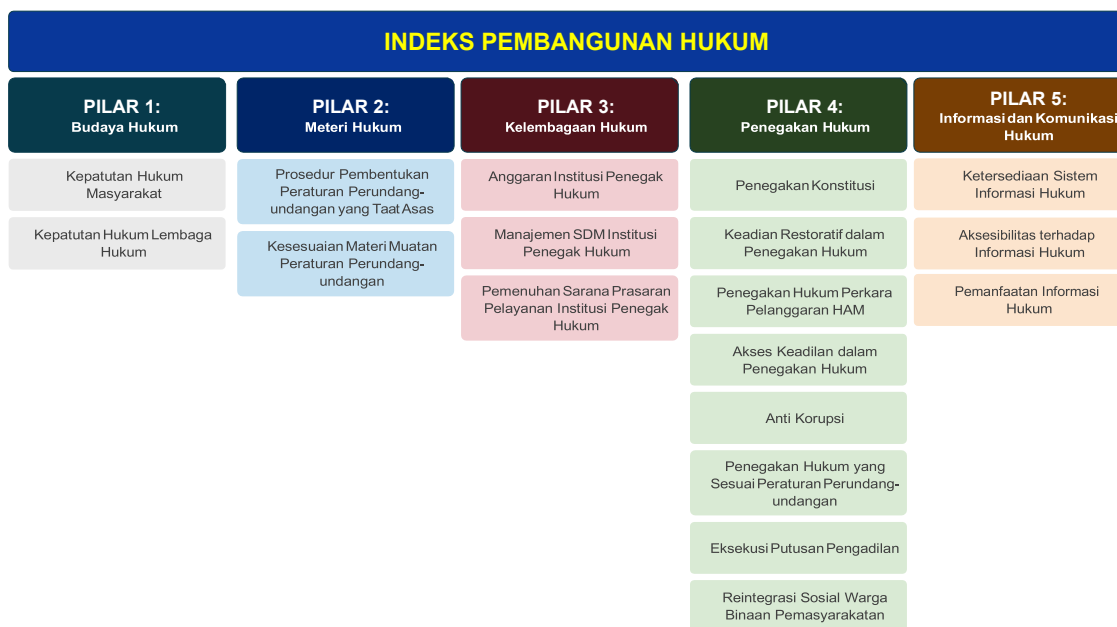 INDEKS PEMBANGUNAN HUKUM
PILAR 1:
Budaya Hukum
Kepatutan Hukum
Masyarakat
Kepatutan Hukum Lembaga
Hukum
PILAR 2:
Meteri Hukum
Prosedur Pembentukan
Peraturan Perundang-
undangan yang Taat Asas
Kesesuaian Materi Muatan
Peraturan Perundang-
undangan
PILAR 3:
Kelembagaan Hukum
Anggaran Institusi Penegak
Hukum
Manajemen SDM Institusi
Penegak Hukum
Pemenuhan Sarana Prasaran
Pelayanan Institusi Penegak
Hukum
PILAR 4:
Penegakan Hukum
Penegakan Konstitusi
Keadian Restoratif dalam
Penegakan Hukum
Penegakan Hukum Perkara
Pelanggaran HAM
Akses Keadilan dalam
Penegakan Hukum
Anti Korupsi
Penegakan Hukum yang
Sesuai Peraturan Perundang-
undangan
Eksekusi Putusan Pengadilan
Reintegrasi Sosial Warga
Binaan Pemasyarakatan
PILAR 5:
Informasi dan Komunikasi
Hukum
Ketersediaan Sistem
Informasi Hukum
Aksesibilitas terhadap
Informasi Hukum
Pemanfaatan Informasi
Hukum